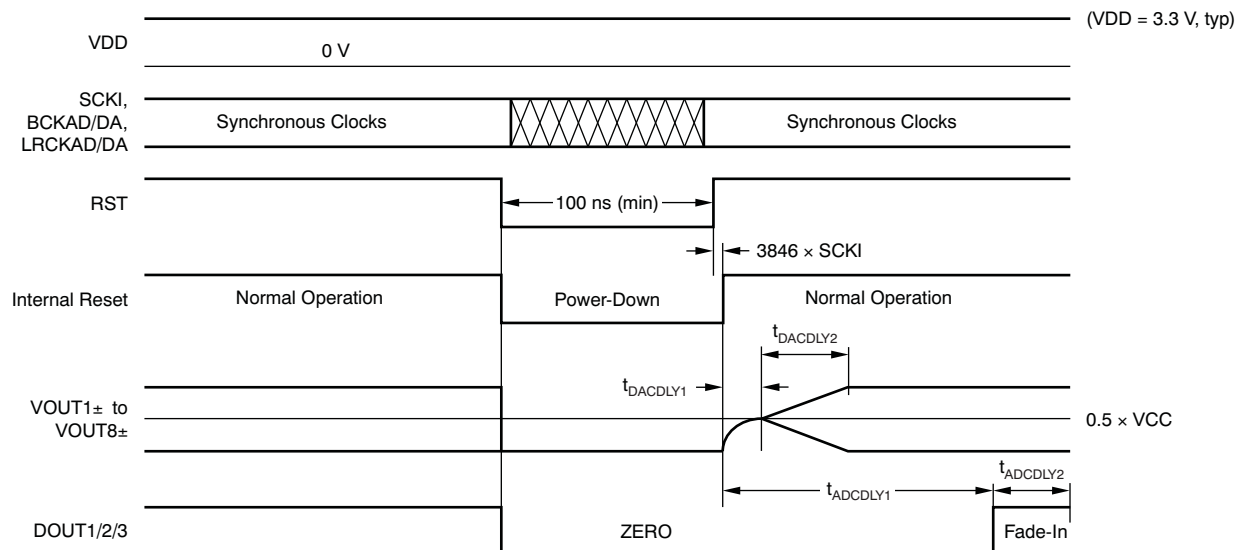 (VDD = 3.3 V, typ)
VDD
0 V
SCKI,
BCKAD/DA,
LRCKAD/DA
Synchronous Clocks
Synchronous Clocks
RST
100 ns (min)
3846 × SCKI
Internal Reset
Normal Operation
Power-Down
Normal Operation
tDACDLY2
tDACDLY1
VOUT1± to
VOUT8±
0.5 × VCC
tADCDLY2
tADCDLY1
DOUT1/2/3
ZERO
Fade-In